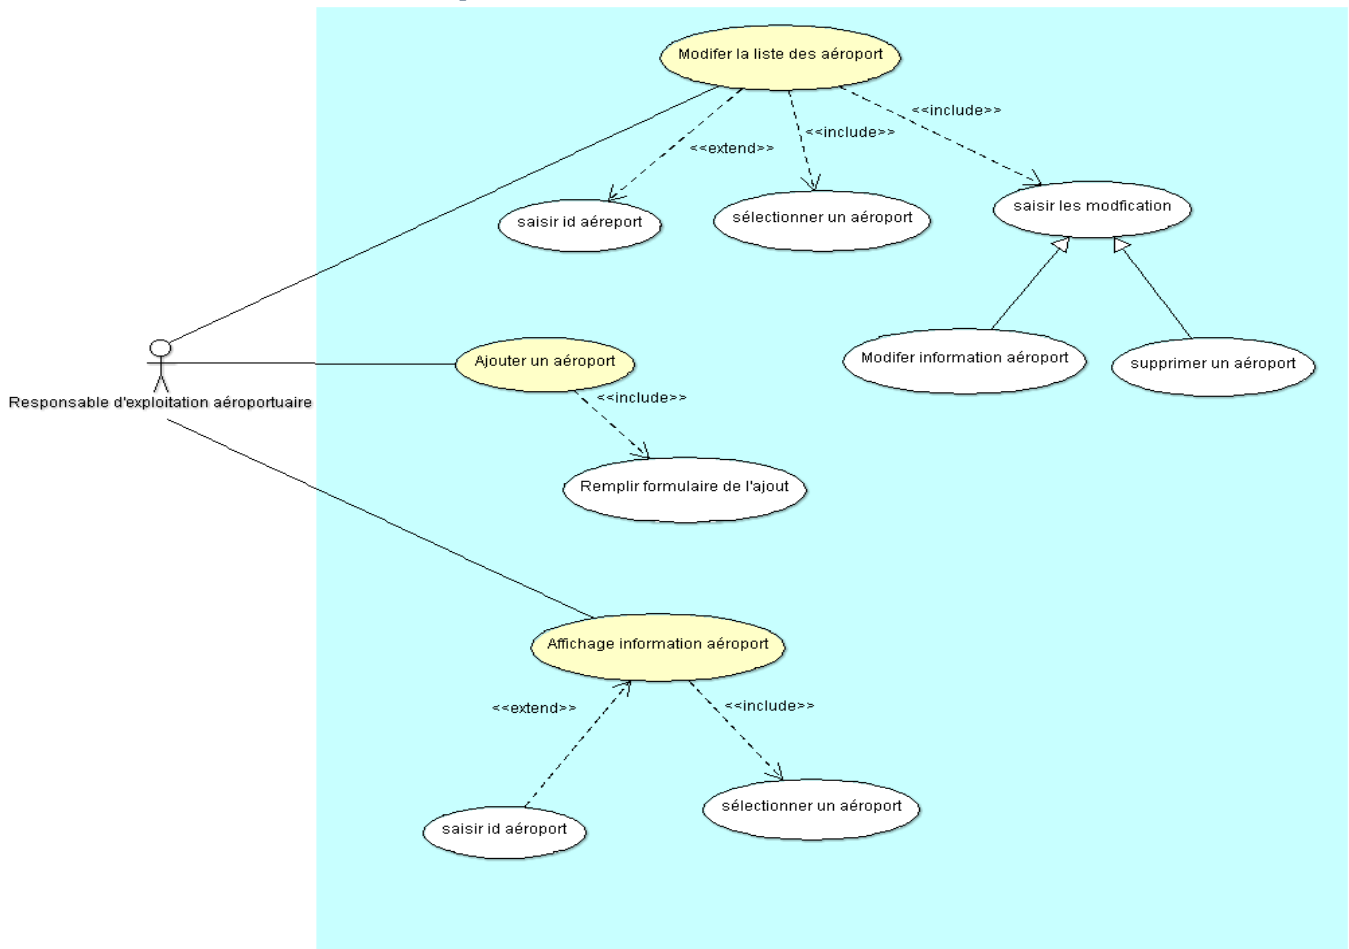 Modifer la liste des aéroport
<<include>>
<<include>>
<<extend>>
saisir id aéreport
sélectionner un aéroport
saisir les modfication
Modifer information aéroport
supprimer un aéroport
Ajouter un aéroport
<<include>>
Responsable d'exploitation aéroportuaire
Remplir formulaire de l'ajout
Affichage information aéroport
<<extend>>
<<include>>
saisir id aéroport
sélectionner un aéroport